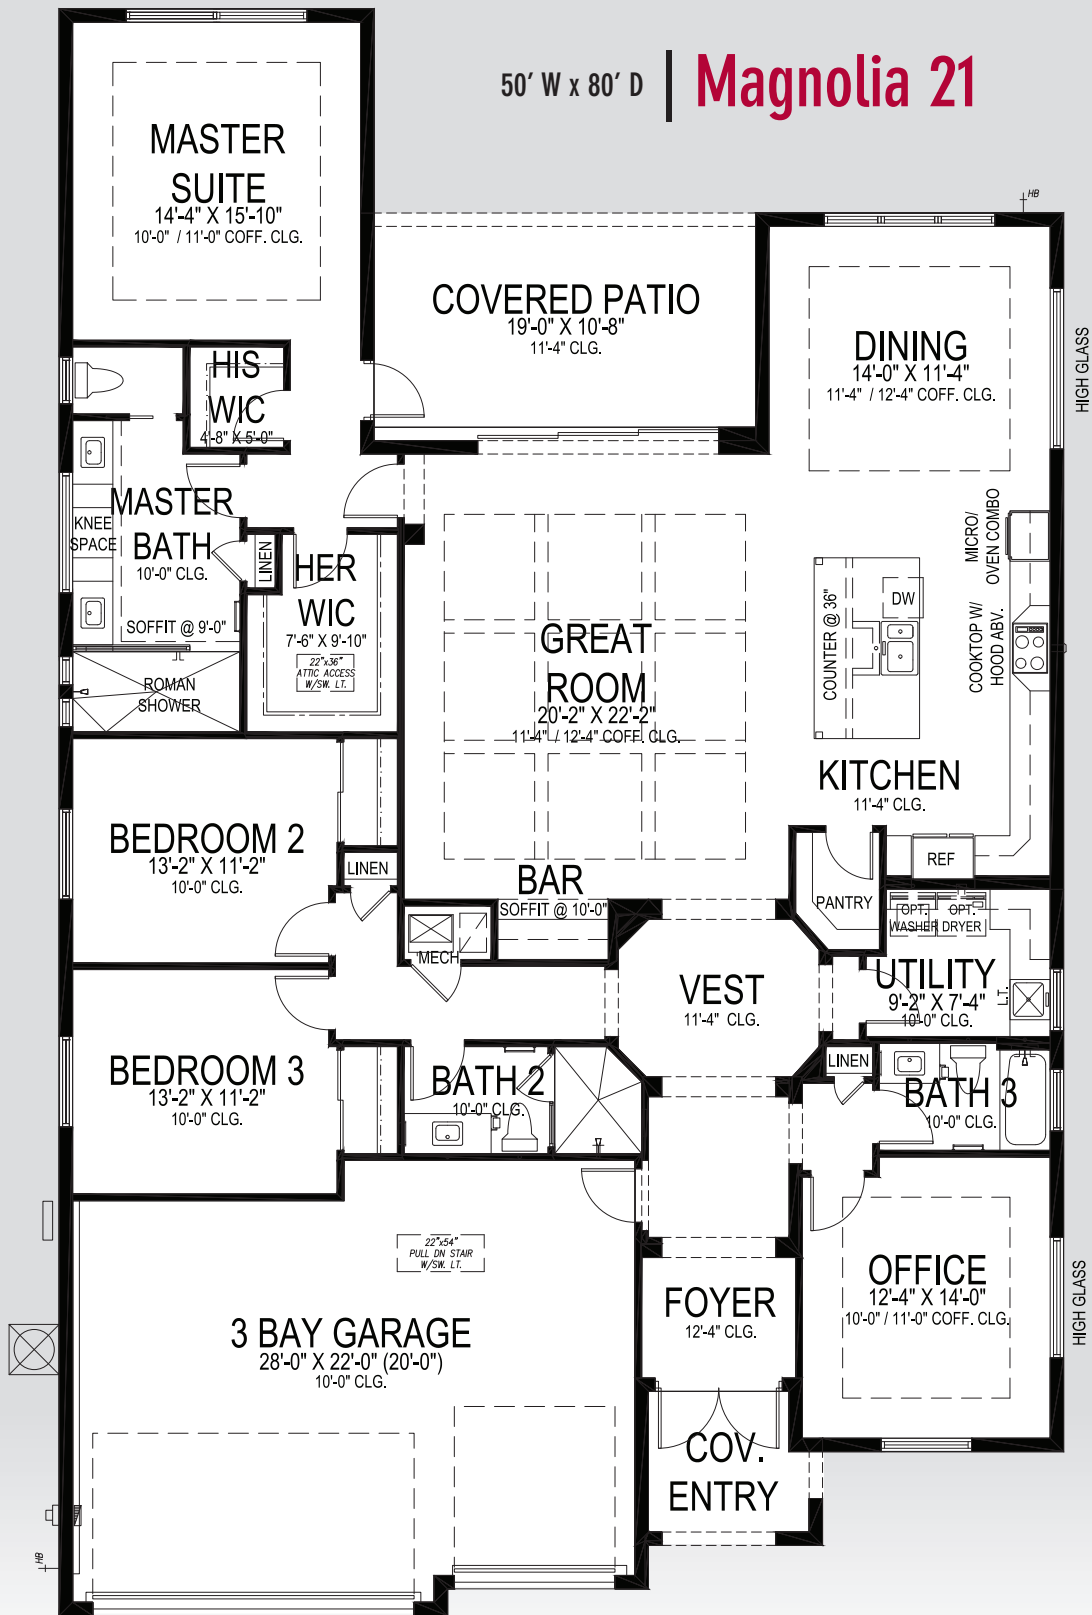 50' W x 80' D | Magnolia 21
MASTER
SUITE
14'-4" X 15'-10"
10'-0" / 11'-0" COFF. CLG.
HB
COVERED PATIO
19'-0" X 10'-8"
11'-4" CLG.
DINING
14'-0" X 11'-4"
11'-4" / 12'-4" COFF. CLG.
HIGH GLASS
HIS
WIC
4'-8" X 5'-0"
MASTER
BATH
10'-0" CLG.
KNEE
SPACE
LINEN
SOFFIT @ 9'-0"
HER
WIC
7'-6" X 9'-10"
22"x36"
ATTIC ACCESS
W/SW. LT.
ROMAN
SHOWER
GREAT
ROOM
20'-2" X 22'-2"
11'-4" / 12'-4" COFF. CLG.
COUNTER @ 36"
DW
MICRO/
OVEN COMBO
COOKTOP W/
HOOD ABV.
KITCHEN
11'-4" CLG.
REF
PANTRY
BEDROOM 2
13'-2" X 11'-2"
10'-0" CLG.
LINEN
BAR
SOFFIT @ 10'-0"
MECH
VEST
11'-4" CLG.
OPT.
WASHER
OPT.
DRYER
UTILITY
9'-2" X 7'-4"
10'-0" CLG.
L.T.
BEDROOM 3
13'-2" X 11'-2"
10'-0" CLG.
BATH 2
10'-0" CLG.
LINEN
BATH 3
10'-0" CLG.
22"x54"
PULL DN STAIR
W/SW. LT.
3 BAY GARAGE
28'-0" X 22'-0" (20'-0")
10'-0" CLG.
FOYER
12'-4" CLG.
OFFICE
12'-4" X 14'-0"
10'-0" / 11'-0" COFF. CLG.
HIGH GLASS
COV.
ENTRY
HB